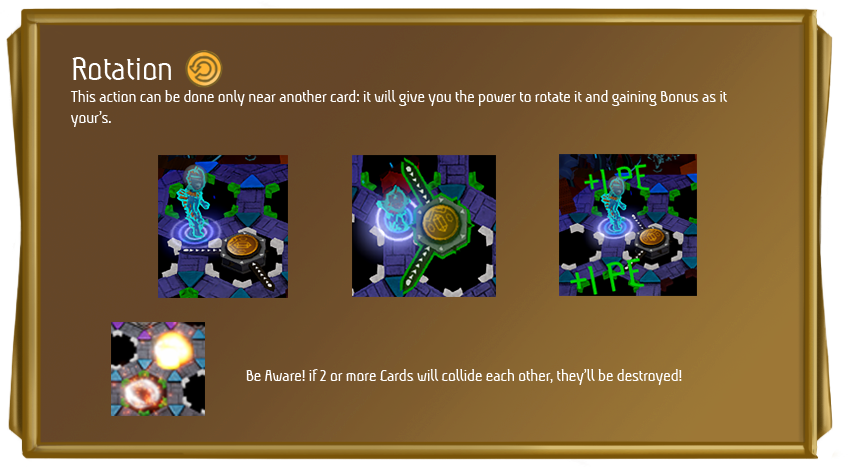 Rotation
This action can be done only near another card: it will give you the power to rotate it and gaining Bonus as it
your's.
+1 PE
+1 PE
Be Aware! if 2 or more Cards will collide each other, they'll be destroyed!